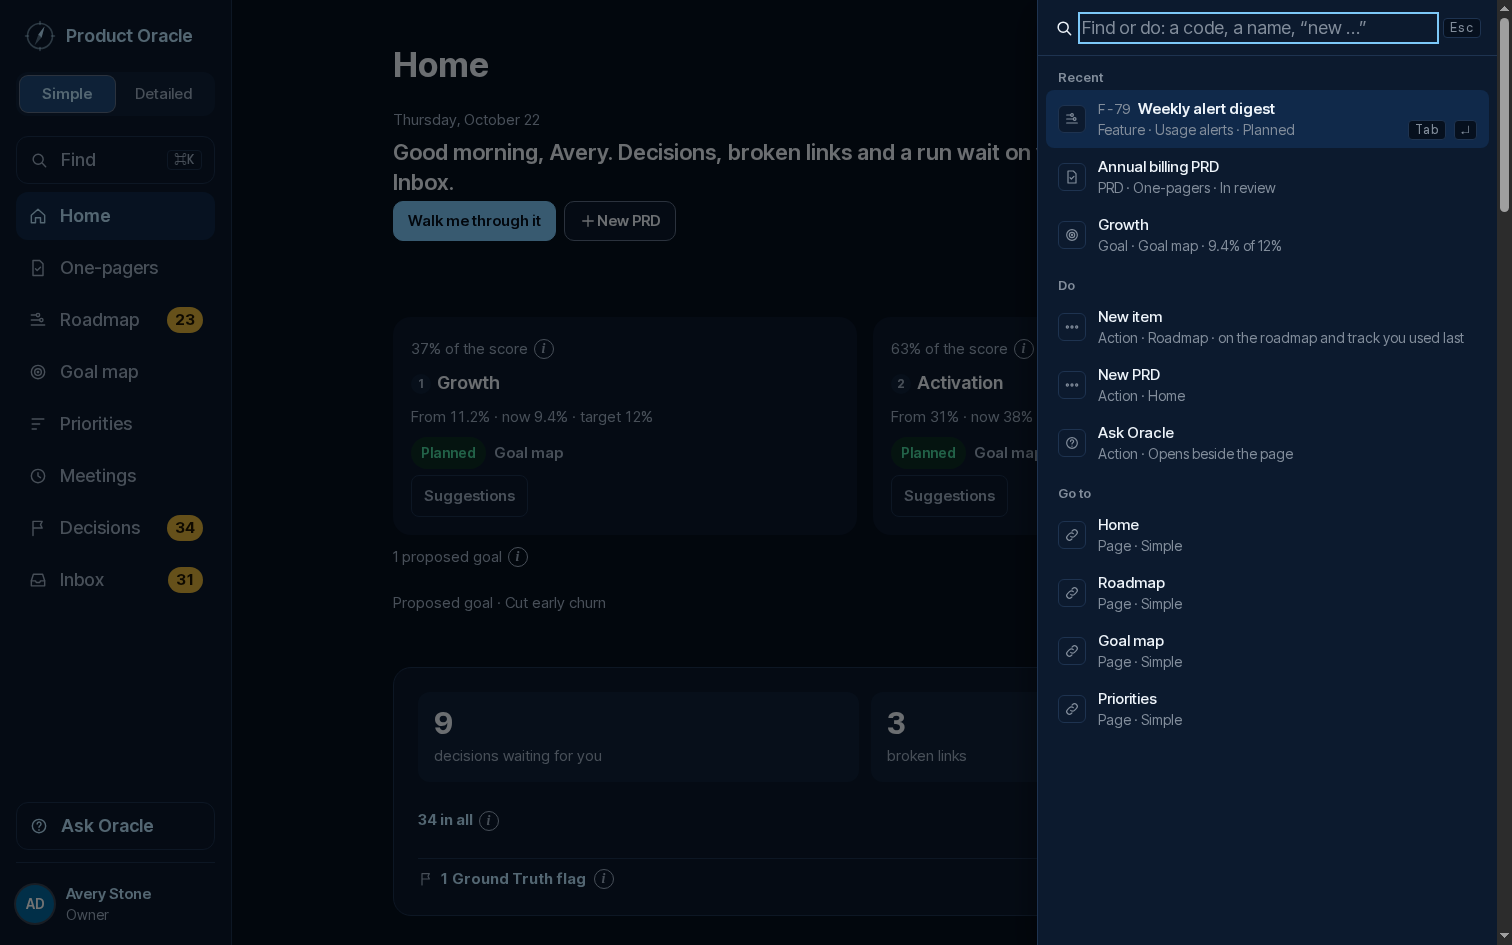 Product Oracle
Simple
Detailed
Find
⌘K
Home
One-pagers
Roadmap
23
Goal map
Priorities
Meetings
Decisions
34
Inbox
31
Ask Oracle
AD
Avery Stone
Owner
Home
Thursday, October 22
Good morning, Avery. Decisions, broken links and a run wait on
Inbox.
Walk me through it
New PRD
37% of the score
1 Growth
From 11.2% · now 9.4% · target 12%
Planned
Goal map
Suggestions
63% of the score
2 Activation
From 31% · now 38%
Planned
Goal map
Suggestions
1 proposed goal
Proposed goal · Cut early churn
9
decisions waiting for you
3
broken links
34 in all
1 Ground Truth flag
Find or do: a code, a name, “new …”
Esc
Recent
F-79 Weekly alert digest
Feature · Usage alerts · Planned
Tab
Annual billing PRD
PRD · One-pagers · In review
Growth
Goal · Goal map · 9.4% of 12%
Do
New item
Action · Roadmap · on the roadmap and track you used last
New PRD
Action · Home
Ask Oracle
Action · Opens beside the page
Go to
Home
Page · Simple
Roadmap
Page · Simple
Goal map
Page · Simple
Priorities
Page · Simple